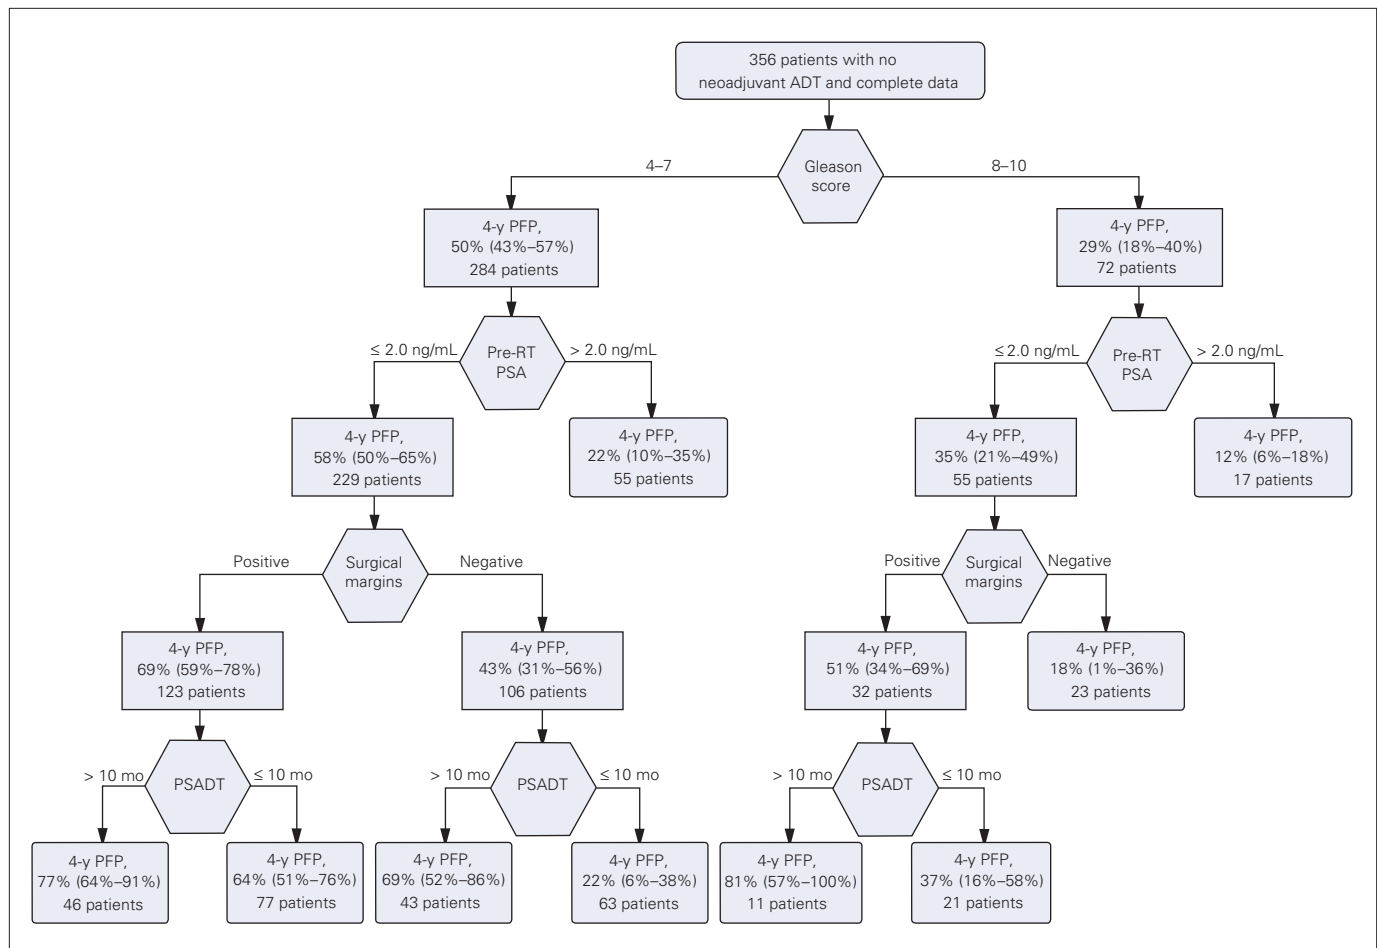 356 patients with no
neoadjuvant ADT and complete data
4–7
Gleason
score
8–10
4-y PFP,
50% (43%–57%)
284 patients
4-y PFP,
29% (18%–40%)
72 patients
≤ 2.0 ng/mL
Pre-RT
PSA
> 2.0 ng/mL
≤ 2.0 ng/mL
Pre-RT
PSA
> 2.0 ng/mL
4-y PFP,
58% (50%–65%)
229 patients
4-y PFP,
22% (10%–35%)
55 patients
4-y PFP,
35% (21%–49%)
55 patients
4-y PFP,
12% (6%–18%)
17 patients
Positive
Surgical
margins
Negative
Positive
Surgical
margins
Negative
4-y PFP,
69% (59%–78%)
123 patients
4-y PFP,
43% (31%–56%)
106 patients
4-y PFP,
51% (34%–69%)
32 patients
4-y PFP,
18% (1%–36%)
23 patients
> 10 mo
PSADT
≤ 10 mo
> 10 mo
PSADT
≤ 10 mo
> 10 mo
PSADT
≤ 10 mo
4-y PFP,
77% (64%–91%)
46 patients
4-y PFP,
64% (51%–76%)
77 patients
4-y PFP,
69% (52%–86%)
43 patients
4-y PFP,
22% (6%–38%)
63 patients
4-y PFP,
81% (57%–100%)
11 patients
4-y PFP,
37% (16%–58%)
21 patients